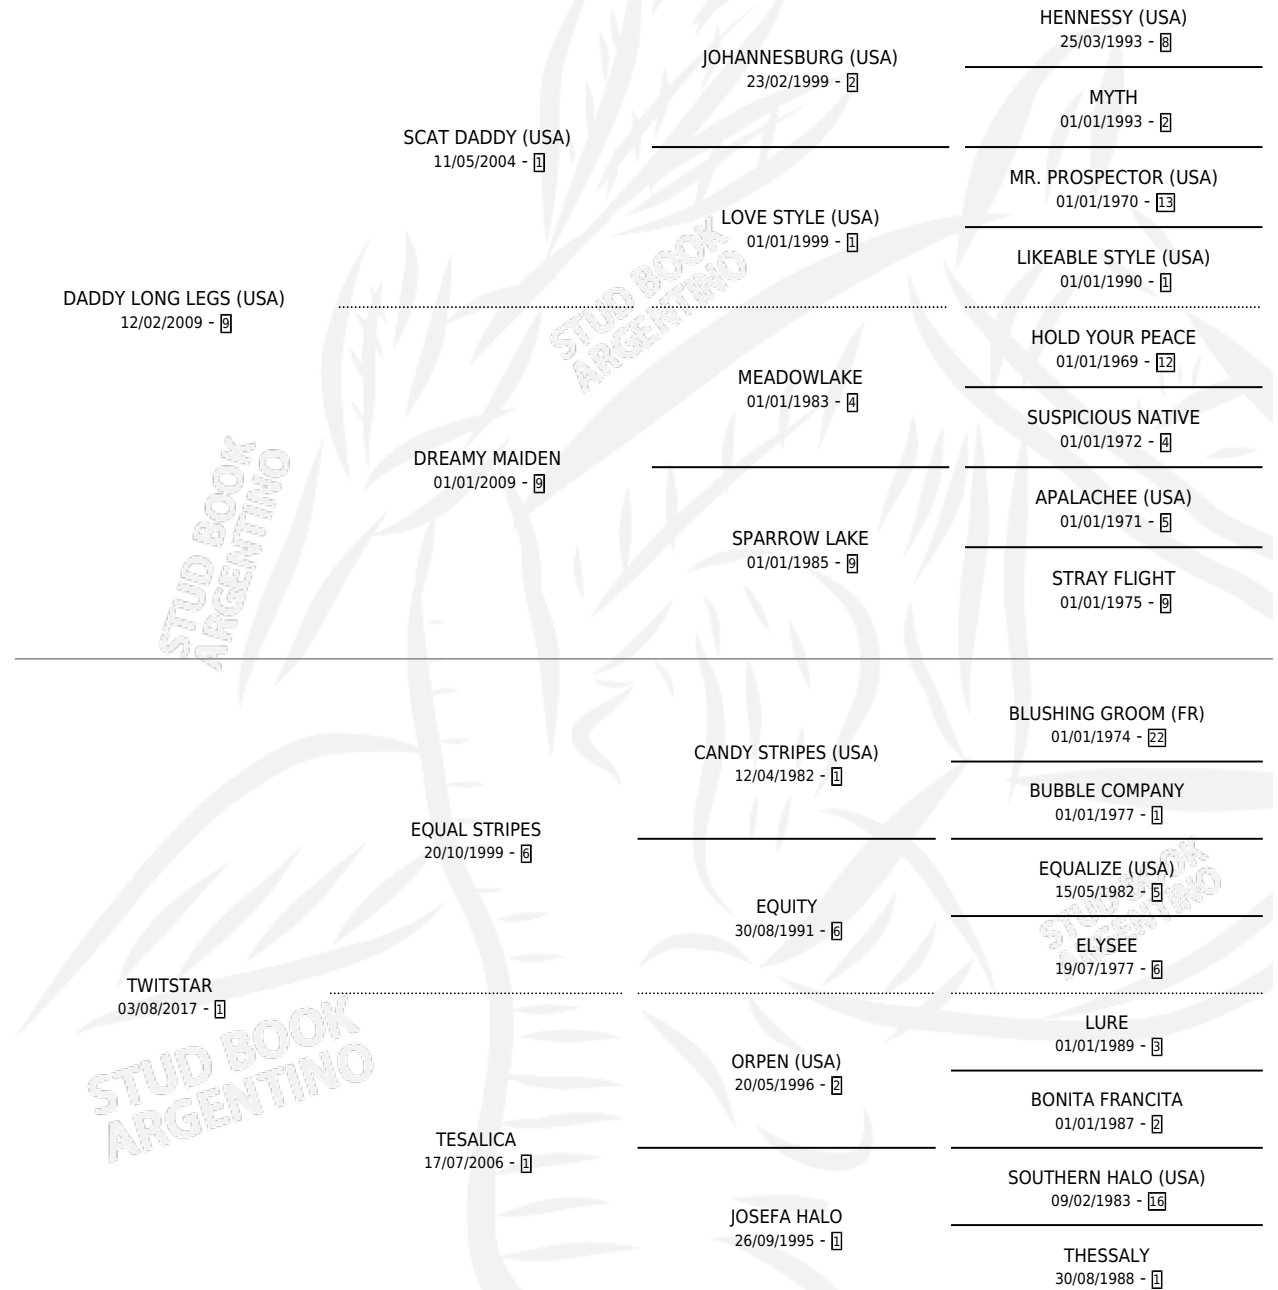 HENNESSY (USA)
25/03/1993 - 8
JOHANNESBURG (USA)
23/02/1999 - 2
MYTH
01/01/1993 - 2
SCAT DADDY (USA)
11/05/2004 - 1
MR. PROSPECTOR (USA)
01/01/1970 - 13
LOVE STYLE (USA)
01/01/1999 - 1
LIKEABLE STYLE (USA)
01/01/1990 - 1
DADDY LONG LEGS (USA)
12/02/2009 - 9
STUD BOOK
ARGENTINO
HOLD YOUR PEACE
01/01/1969 - 12
MEADOWLAKE
01/01/1983 - 4
SUSPICIOUS NATIVE
01/01/1972 - 4
DREAMY MAIDEN
01/01/2009 - 9
APALACHEE (USA)
01/01/1971 - 5
SPARROW LAKE
01/01/1985 - 9
STRAY FLIGHT
01/01/1975 - 9
STUD BOOK
ARGENTINO
BLUSHING GROOM (FR)
01/01/1974 - 22
CANDY STRIPES (USA)
12/04/1982 - 1
BUBBLE COMPANY
01/01/1977 - 1
EQUAL STRIPES
20/10/1999 - 6
EQUALIZE (USA)
15/05/1982 - 5
EQUITY
30/08/1991 - 6
STUD BOOK
ARGENTINO
ELYSEE
19/07/1977 - 6
TWITSTAR
03/08/2017 - 1
LURE
01/01/1989 - 3
ORPEN (USA)
20/05/1996 - 2
BONITA FRANCITA
01/01/1987 - 2
STUD BOOK
ARGENTINO
TESALICA
17/07/2006 - 1
SOUTHERN HALO (USA)
09/02/1983 - 16
JOSEFA HALO
26/09/1995 - 1
THESSALY
30/08/1988 - 1